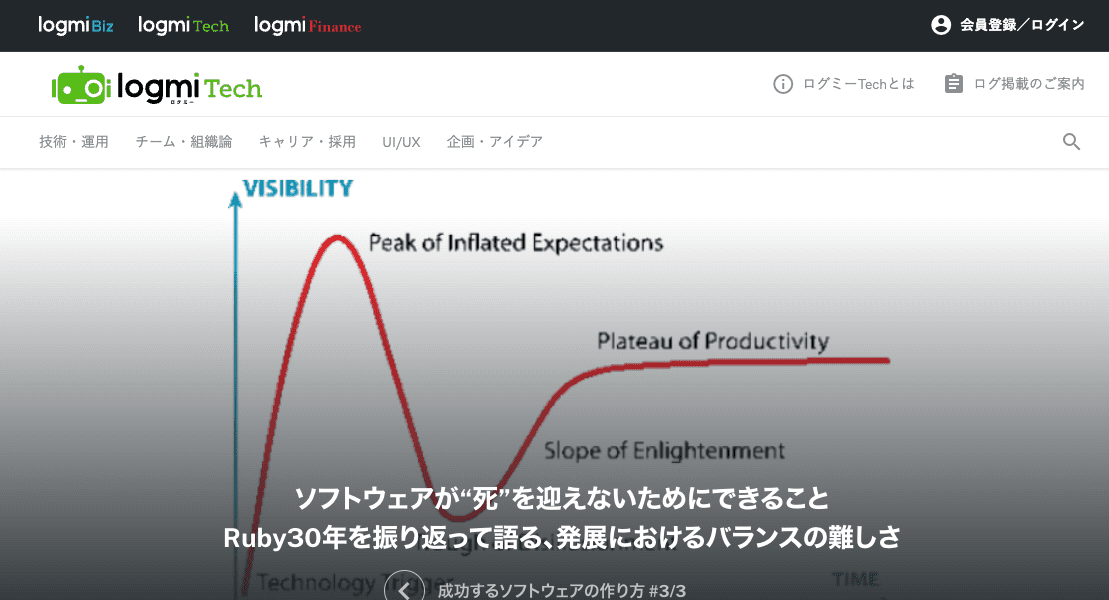 logmi Biz logmi Tech logmi Finance 会員登録／ログイン
logmi Tech
ログミー
ログミーTechとは ログ掲載のご案内
技術・運用 チーム・組織論 キャリア・採用 UI/UX 企画・アイデア
VISIBILITY
Peak of Inflated Expectations
Plateau of Productivity
Slope of Enlightenment
ソフトウェアが“死”を迎えないためにできること
Ruby30年を振り返って語る、発展におけるバランスの難しさ
Technology Trigger
TIME
成功するソフトウェアの作り方 #3/3